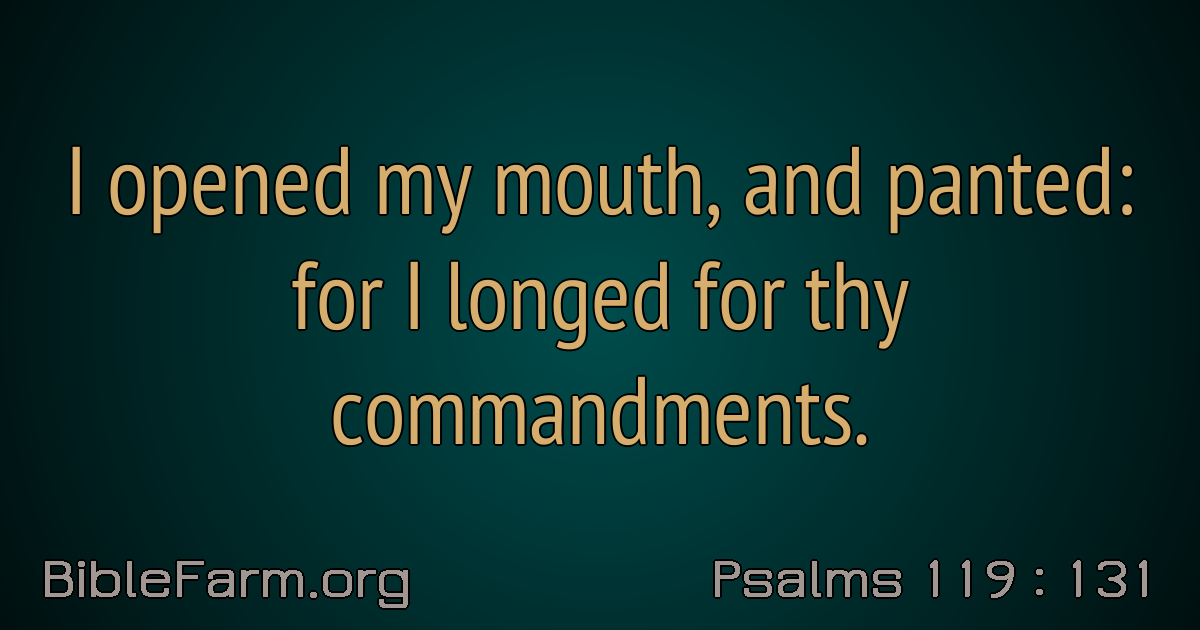 I opened my mouth, and panted:
for I longed for thy
commandments.
BibleFarm.org
Psalms 119 : 131